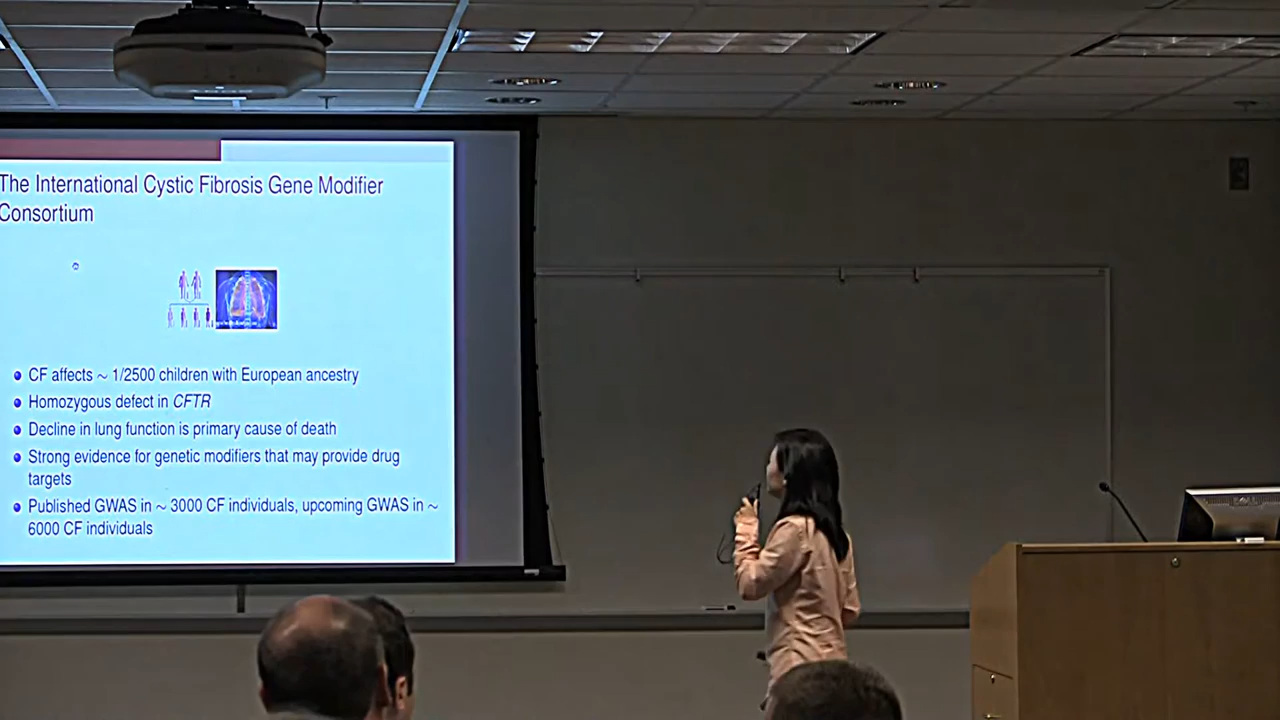 The International Cystic Fibrosis Gene Modifier
Consortium
CF affects ~ 1/2500 children with European ancestry
Homozygous defect in CFTR
Decline in lung function is primary cause of death
Strong evidence for genetic modifiers that may provide drug
targets
Published GWAS in ~ 3000 CF individuals, upcoming GWAS in ~
6000 CF individuals